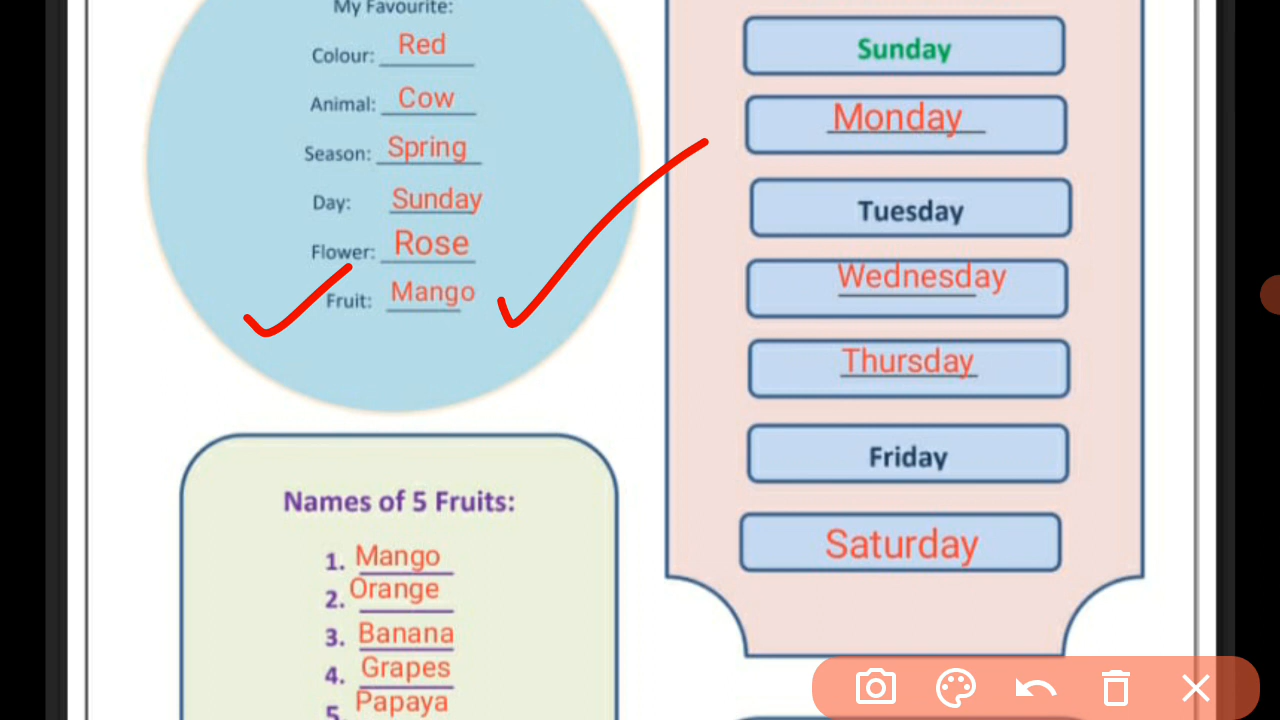 My Favourite:
Colour: Red
Animal: Cow
Season: Spring
Day: Sunday
Flower: Rose
Fruit: Mango
Names of 5 Fruits:
1. Mango
2. Orange
3. Banana
4. Grapes
5. Papaya
Sunday
Monday
Tuesday
Wednesday
Thursday
Friday
Saturday